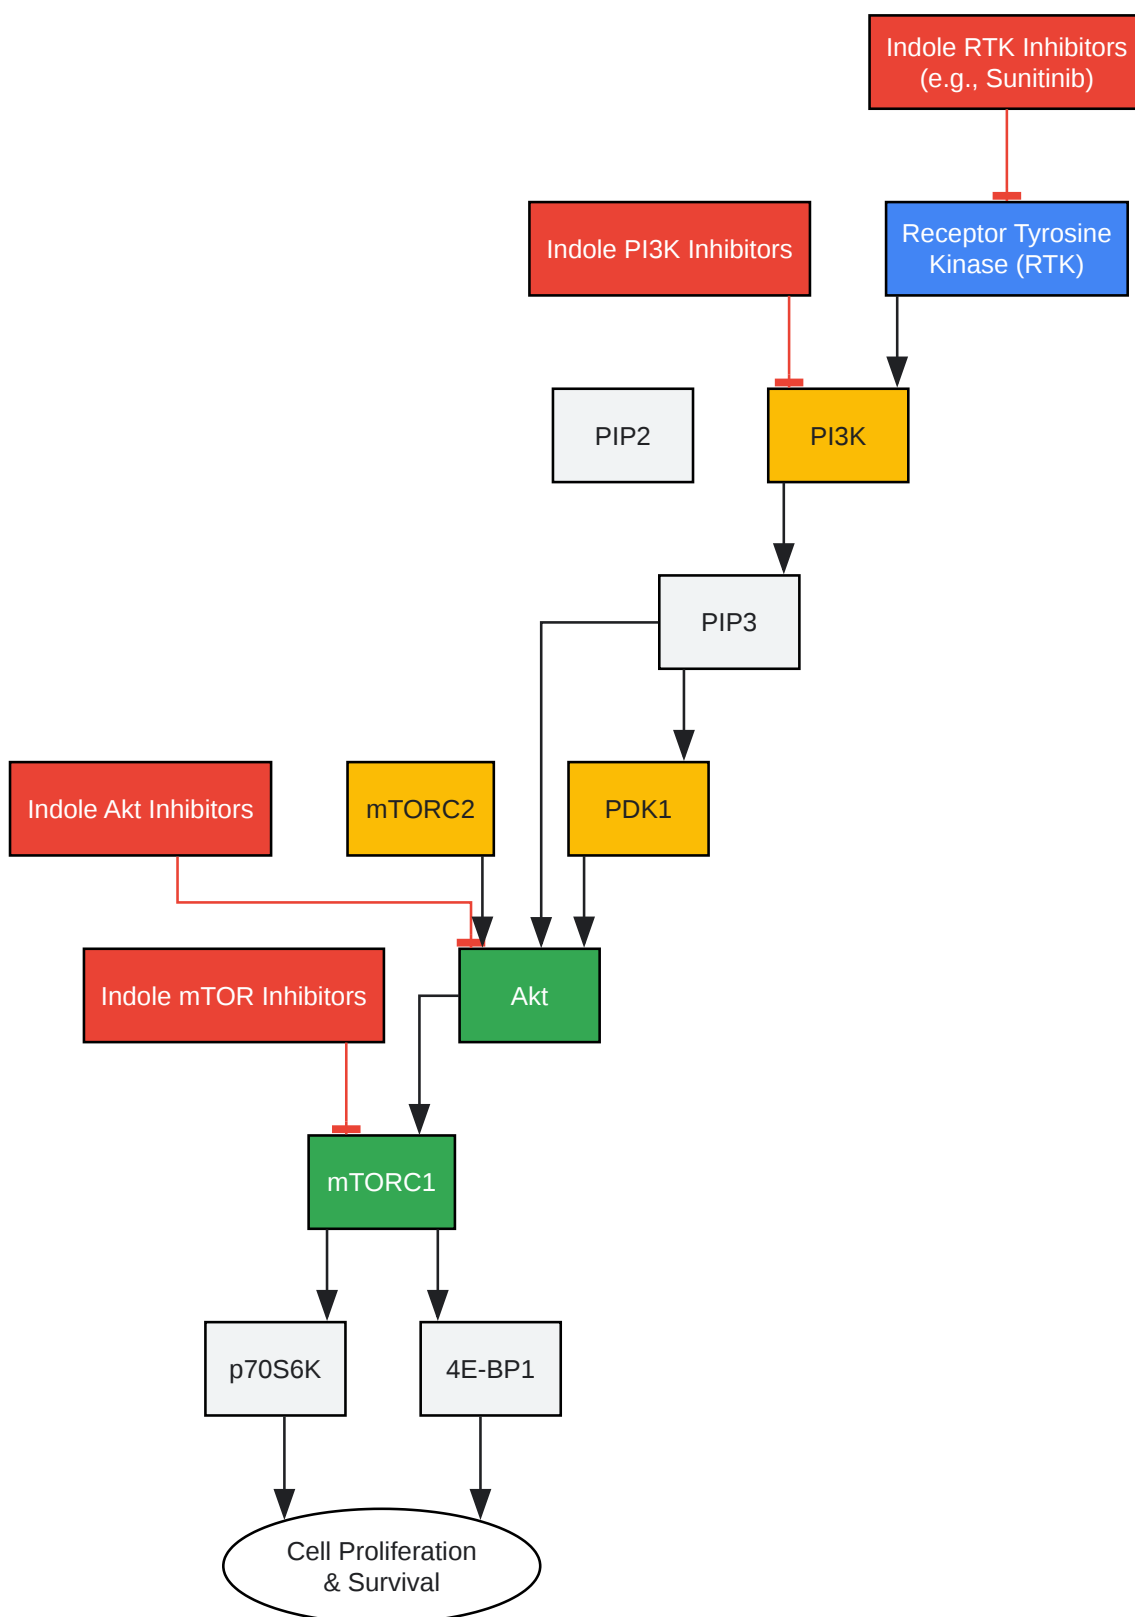 Indole RTK Inhibitors
(e.g., Sunitinib)
Indole PI3K Inhibitors
Receptor Tyrosine
Kinase (RTK)
PIP2
PI3K
PIP3
Indole Akt Inhibitors
mTORC2
PDK1
Indole mTOR Inhibitors
Akt
mTORC1
p70S6K
4E-BP1
Cell Proliferation
& Survival